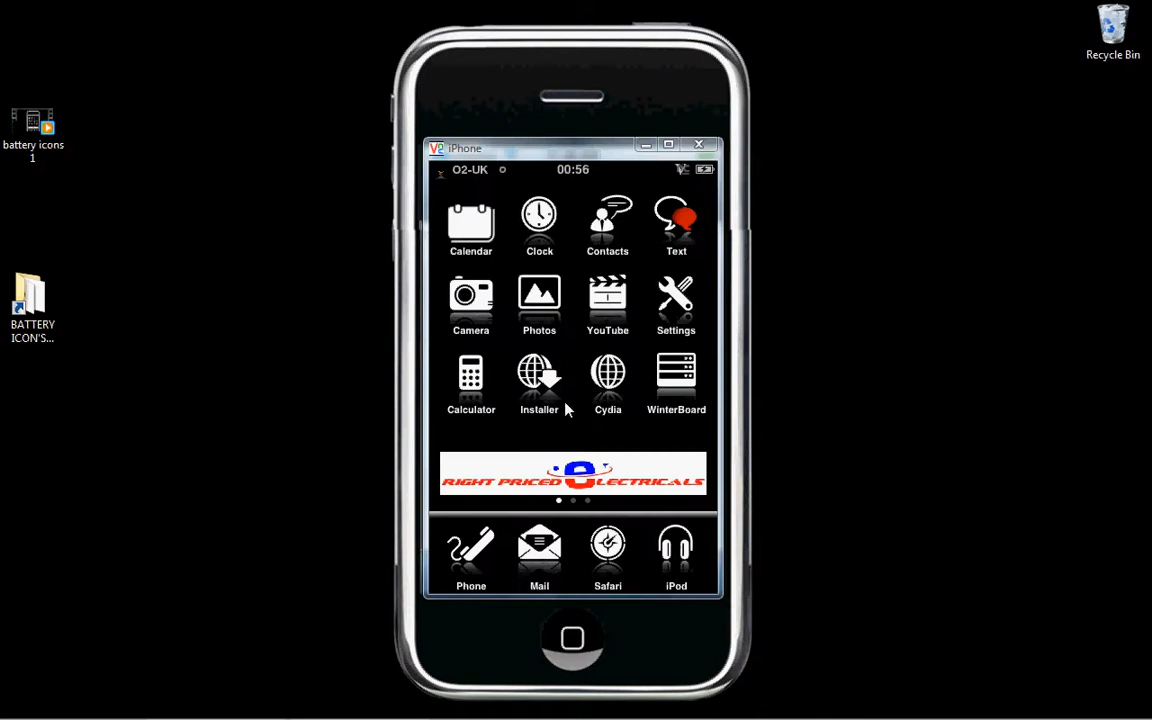 Recycle Bin
battery icons
1
BATTERY
ICON'S...
iPhone
O2-UK 00:56
Calendar Clock Contacts Text
Camera Photos YouTube Settings
Calculator Installer Cydia WinterBoard
RIGHT PRICED eLECTRICALS
Phone Mail Safari iPod